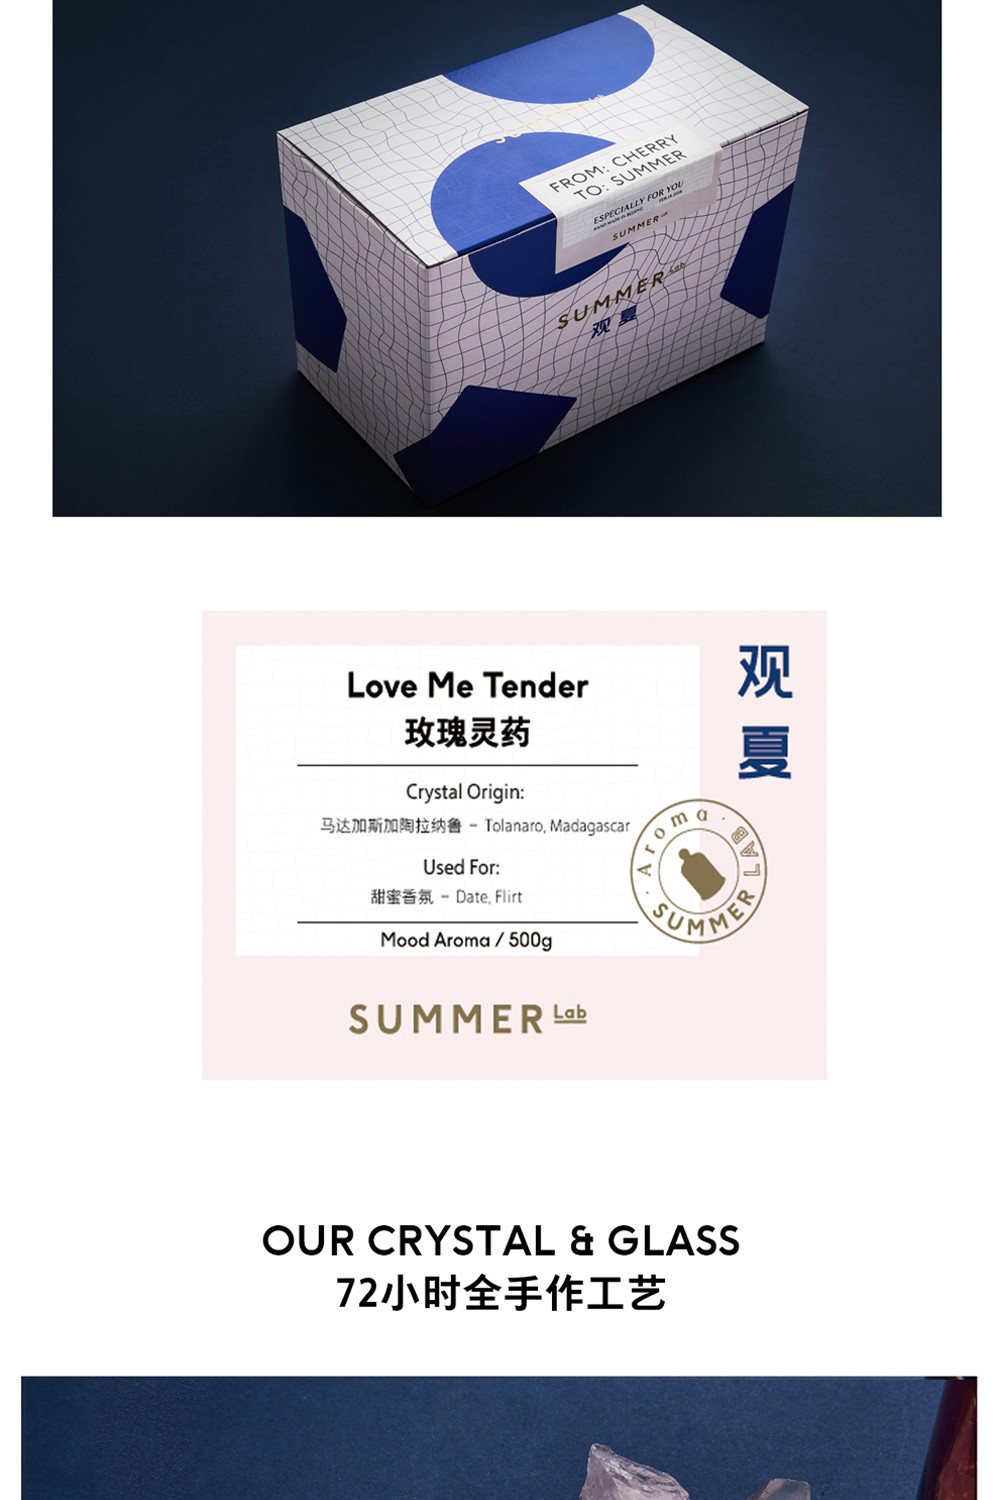 FROM: CHERRY
TO: SUMMER
ESPECIALLY FOR YOU
SUMMER Lab
SUMMER Lab
观夏
Love Me Tender
玫瑰灵药
Crystal Origin:
马达加斯加陶拉纳鲁 - Tolanaro, Madagascar
Used For:
甜蜜香氛 - Date, Flirt
Mood Aroma / 500g
观
夏
Aroma
SUMMER LAB
SUMMER Lab
OUR CRYSTAL & GLASS
72小时全手作工艺